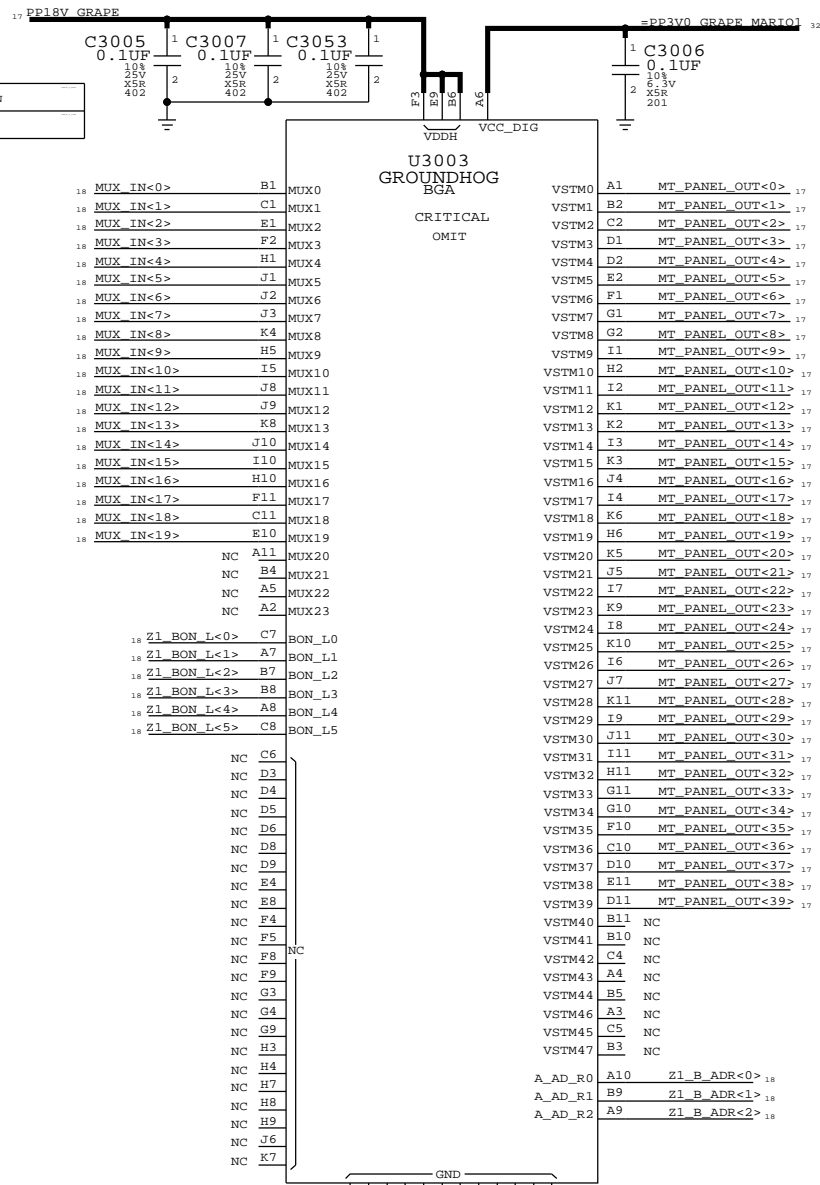 17 PP18V GRAPE
=PP3V0 GRAPE MARIO1 32
C3005 0.1UF 10% 25V X5R 402 1 2
C3007 0.1UF 10% 25V X5R 402 1 2
C3053 0.1UF 10% 25V X5R 402 1 2
1 2 C3006 0.1UF 10% 6.3V X5R 201
F3 E9 B6 A6
VDDH
VCC_DIG
U3003
GROUNDHOG
BGA
CRITICAL
OMIT
18 MUX_IN<0> B1 MUX0
18 MUX_IN<1> C1 MUX1
18 MUX_IN<2> E1 MUX2
18 MUX_IN<3> F2 MUX3
18 MUX_IN<4> H1 MUX4
18 MUX_IN<5> J1 MUX5
18 MUX_IN<6> J2 MUX6
18 MUX_IN<7> J3 MUX7
18 MUX_IN<8> K4 MUX8
18 MUX_IN<9> H5 MUX9
18 MUX_IN<10> I5 MUX10
18 MUX_IN<11> J8 MUX11
18 MUX_IN<12> J9 MUX12
18 MUX_IN<13> K8 MUX13
18 MUX_IN<14> J10 MUX14
18 MUX_IN<15> I10 MUX15
18 MUX_IN<16> H10 MUX16
18 MUX_IN<17> F11 MUX17
18 MUX_IN<18> C11 MUX18
18 MUX_IN<19> E10 MUX19
NC A11 MUX20
NC B4 MUX21
NC A5 MUX22
NC A2 MUX23
18 Z1_BON_L<0> C7 BON_L0
18 Z1_BON_L<1> A7 BON_L1
18 Z1_BON_L<2> B7 BON_L2
18 Z1_BON_L<3> B8 BON_L3
18 Z1_BON_L<4> A8 BON_L4
18 Z1_BON_L<5> C8 BON_L5
NC C6
NC D3
NC D4
NC D5
NC D6
NC D8
NC D9
NC E4
NC E8
NC F4
NC F5
NC
NC F8
NC F9
NC G3
NC G4
NC G9
NC H3
NC H4
NC H7
NC H8
NC H9
NC J6
NC K7
VSTM0 A1 MT_PANEL_OUT<0> 17
VSTM1 B2 MT_PANEL_OUT<1> 17
VSTM2 C2 MT_PANEL_OUT<2> 17
VSTM3 D1 MT_PANEL_OUT<3> 17
VSTM4 D2 MT_PANEL_OUT<4> 17
VSTM5 E2 MT_PANEL_OUT<5> 17
VSTM6 F1 MT_PANEL_OUT<6> 17
VSTM7 G1 MT_PANEL_OUT<7> 17
VSTM8 G2 MT_PANEL_OUT<8> 17
VSTM9 I1 MT_PANEL_OUT<9> 17
VSTM10 H2 MT_PANEL_OUT<10> 17
VSTM11 I2 MT_PANEL_OUT<11> 17
VSTM12 K1 MT_PANEL_OUT<12> 17
VSTM13 K2 MT_PANEL_OUT<13> 17
VSTM14 I3 MT_PANEL_OUT<14> 17
VSTM15 K3 MT_PANEL_OUT<15> 17
VSTM16 J4 MT_PANEL_OUT<16> 17
VSTM17 I4 MT_PANEL_OUT<17> 17
VSTM18 K6 MT_PANEL_OUT<18> 17
VSTM19 H6 MT_PANEL_OUT<19> 17
VSTM20 K5 MT_PANEL_OUT<20> 17
VSTM21 J5 MT_PANEL_OUT<21> 17
VSTM22 I7 MT_PANEL_OUT<22> 17
VSTM23 K9 MT_PANEL_OUT<23> 17
VSTM24 I8 MT_PANEL_OUT<24> 17
VSTM25 K10 MT_PANEL_OUT<25> 17
VSTM26 I6 MT_PANEL_OUT<26> 17
VSTM27 J7 MT_PANEL_OUT<27> 17
VSTM28 K11 MT_PANEL_OUT<28> 17
VSTM29 I9 MT_PANEL_OUT<29> 17
VSTM30 J11 MT_PANEL_OUT<30> 17
VSTM31 I11 MT_PANEL_OUT<31> 17
VSTM32 H11 MT_PANEL_OUT<32> 17
VSTM33 G11 MT_PANEL_OUT<33> 17
VSTM34 G10 MT_PANEL_OUT<34> 17
VSTM35 F10 MT_PANEL_OUT<35> 17
VSTM36 C10 MT_PANEL_OUT<36> 17
VSTM37 D10 MT_PANEL_OUT<37> 17
VSTM38 E11 MT_PANEL_OUT<38> 17
VSTM39 D11 MT_PANEL_OUT<39> 17
VSTM40 B11 NC
VSTM41 B10 NC
VSTM42 C4 NC
VSTM43 A4 NC
VSTM44 B5 NC
VSTM46 A3 NC
VSTM45 C5 NC
VSTM47 B3 NC
A_AD_R0 A10 Z1_B_ADR<0> 18
A_AD_R1 B9 Z1_B_ADR<1> 18
A_AD_R2 A9 Z1_B_ADR<2> 18
GND